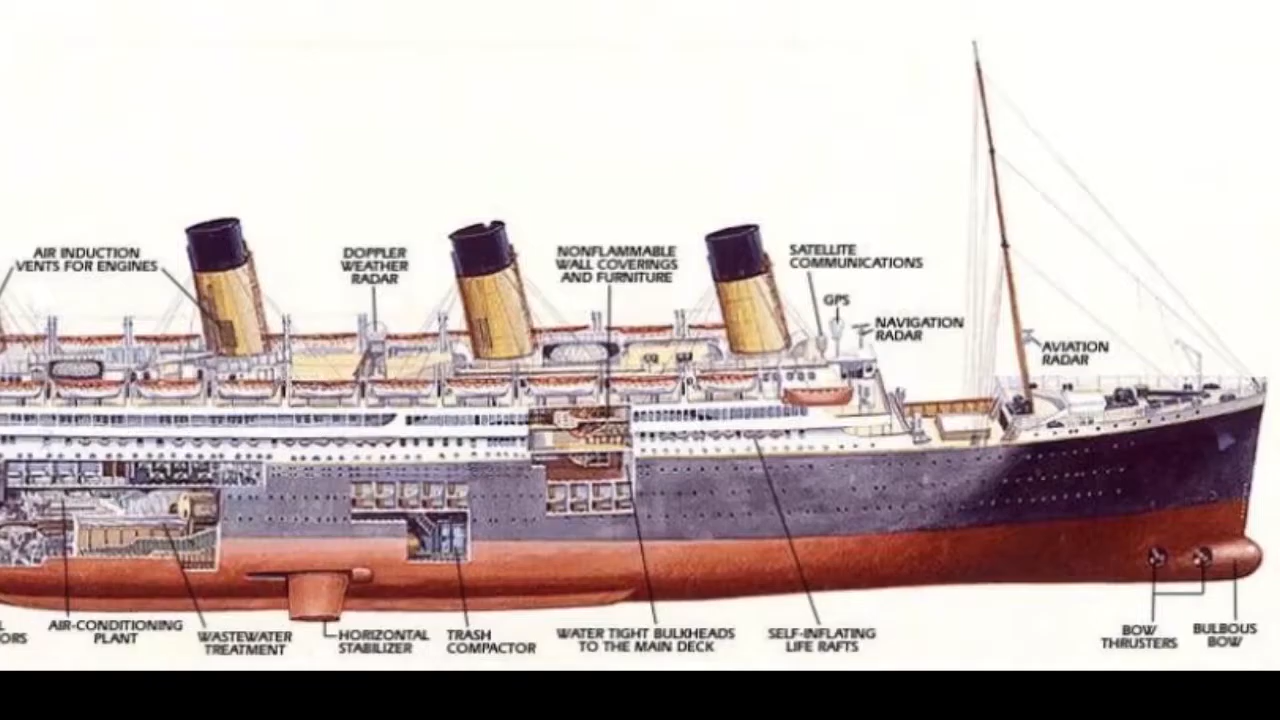 AIR INDUCTION
VENTS FOR ENGINES
DOPPLER
WEATHER
RADAR
NONFLAMMABLE
WALL COVERINGS
AND FURNITURE
SATELLITE
COMMUNICATIONS
GPS
NAVIGATION
RADAR
AVIATION
RADAR
L
ORS
AIR-CONDITIONING
PLANT
WASTEWATER
TREATMENT
HORIZONTAL
STABILIZER
TRASH
COMPACTOR
WATER TIGHT BULKHEADS
TO THE MAIN DECK
SELF-INFLATING
LIFE RAFTS
BOW
THRUSTERS
BULBOUS
BOW